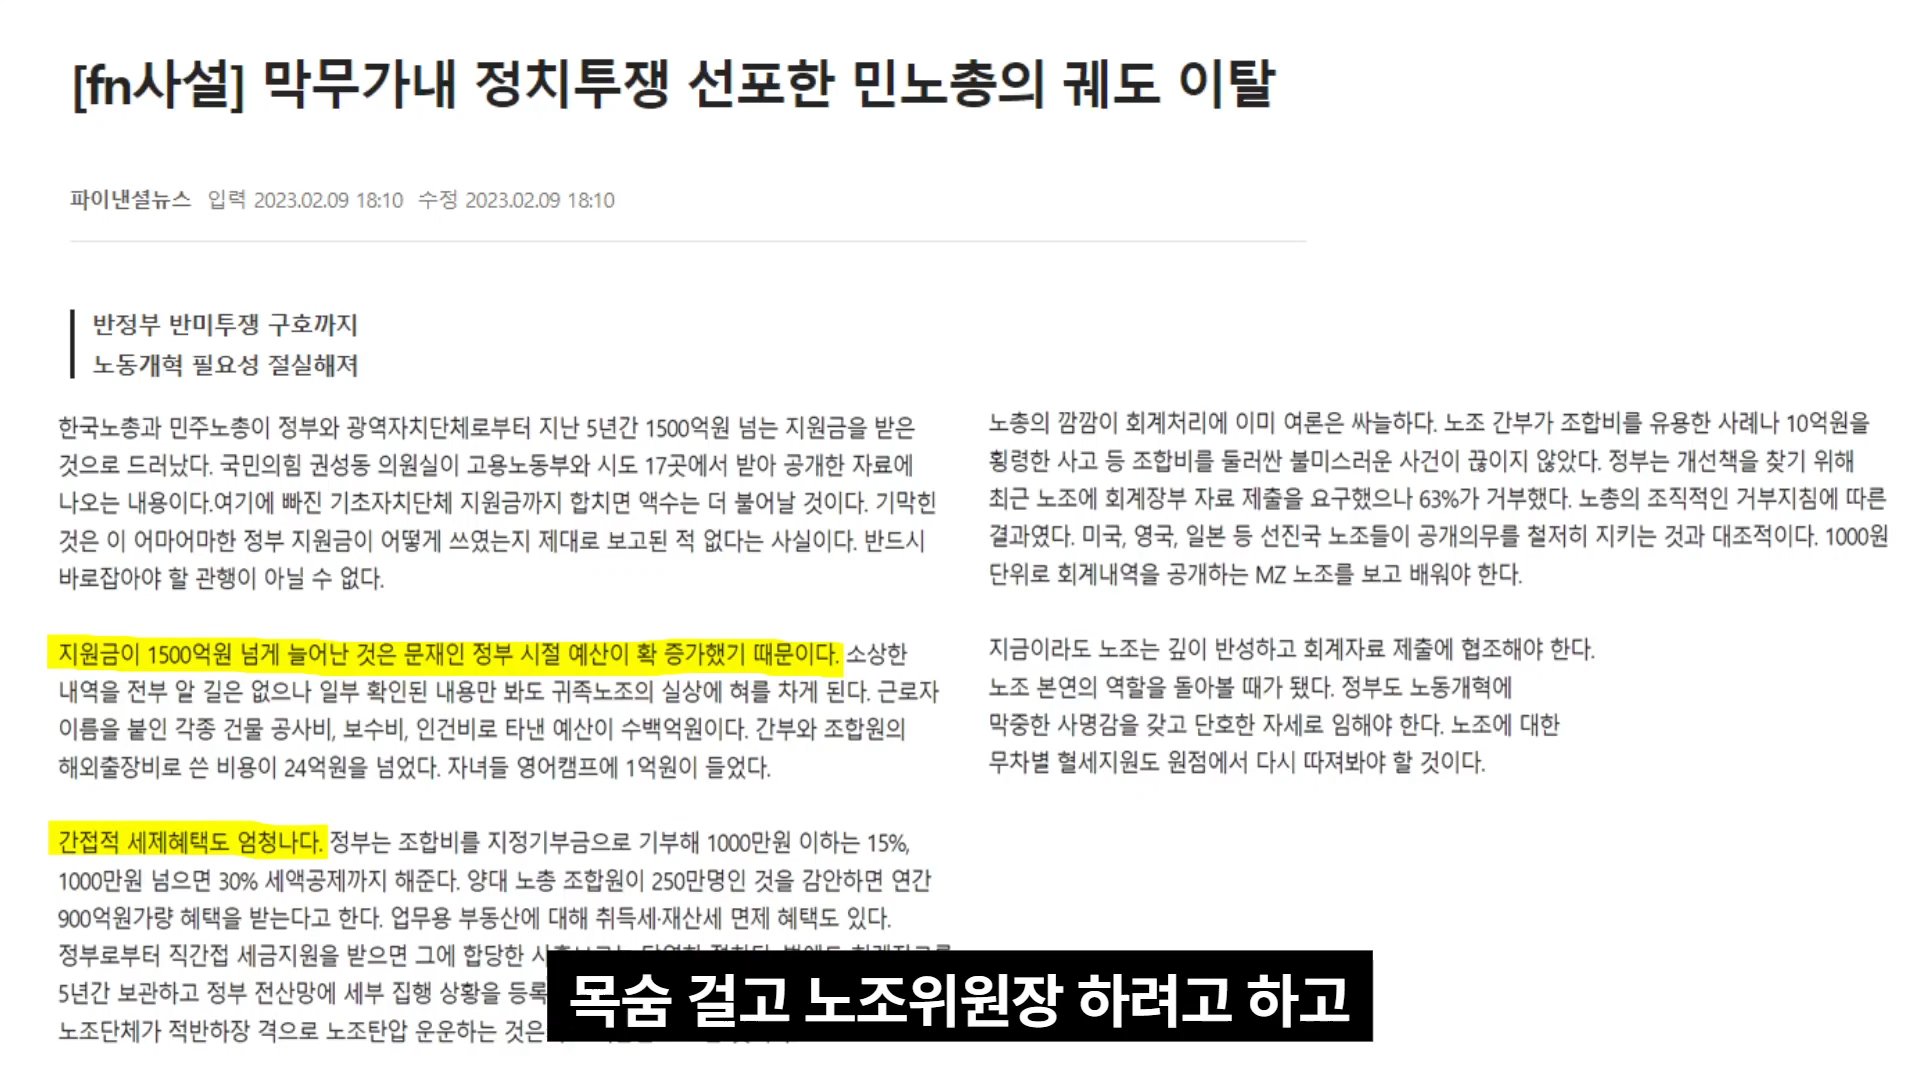 [fn사설] 막무가내 정치투쟁 선포한 민노총의 궤도 이탈
파이낸셜뉴스 입력 2023.02.09 18:10 수정 2023.02.09 18:10
반정부 반미투쟁 구호까지
노동개혁 필요성 절실해져
한국노총과 민주노총이 정부와 광역자치단체로부터 지난 5년간 1500억원 넘는 지원금을 받은
것으로 드러났다. 국민의힘 권성동 의원실이 고용노동부와 시도 17곳에서 받아 공개한 자료에
나오는 내용이다.여기에 빠진 기초자치단체 지원금까지 합치면 액수는 더 불어날 것이다. 기막힌
것은 이 어마어마한 정부 지원금이 어떻게 쓰였는지 제대로 보고된 적 없다는 사실이다. 반드시
바로잡아야 할 관행이 아닐 수 없다.
지원금이 1500억원 넘게 늘어난 것은 문재인 정부 시절 예산이 확 증가했기 때문이다. 소상한
내역을 전부 알 길은 없으나 일부 확인된 내용만 봐도 귀족노조의 실상에 혀를 차게 된다. 근로자
이름을 붙인 각종 건물 공사비, 보수비, 인건비로 타낸 예산이 수백억원이다. 간부와 조합원의
해외출장비로 쓴 비용이 24억원을 넘었다. 자녀들 영어캠프에 1억원이 들었다.
간접적 세제혜택도 엄청나다. 정부는 조합비를 지정기부금으로 기부해 1000만원 이하는 15%,
1000만원 넘으면 30% 세액공제까지 해준다. 양대 노총 조합원이 250만명인 것을 감안하면 연간
900억원가량 혜택을 받는다고 한다. 업무용 부동산에 대해 취득세·재산세 면제 혜택도 있다.
정부로부터 직간접 세금지원을 받으면 그에 합당한
5년간 보관하고 정부 전산망에 세부 집행 상황을 등록
노조단체가 적반하장 격으로 노조탄압 운운하는 것은
노총의 깜깜이 회계처리에 이미 여론은 싸늘하다. 노조 간부가 조합비를 유용한 사례나 10억원을
횡령한 사고 등 조합비를 둘러싼 불미스러운 사건이 끊이지 않았다. 정부는 개선책을 찾기 위해
최근 노조에 회계장부 자료 제출을 요구했으나 63%가 거부했다. 노총의 조직적인 거부지침에 따른
결과였다. 미국, 영국, 일본 등 선진국 노조들이 공개의무를 철저히 지키는 것과 대조적이다. 1000원
단위로 회계내역을 공개하는 MZ 노조를 보고 배워야 한다.
지금이라도 노조는 깊이 반성하고 회계자료 제출에 협조해야 한다.
노조 본연의 역할을 돌아볼 때가 됐다. 정부도 노동개혁에
막중한 사명감을 갖고 단호한 자세로 임해야 한다. 노조에 대한
무차별 혈세지원도 원점에서 다시 따져봐야 할 것이다.
목숨 걸고 노조위원장 하려고 하고